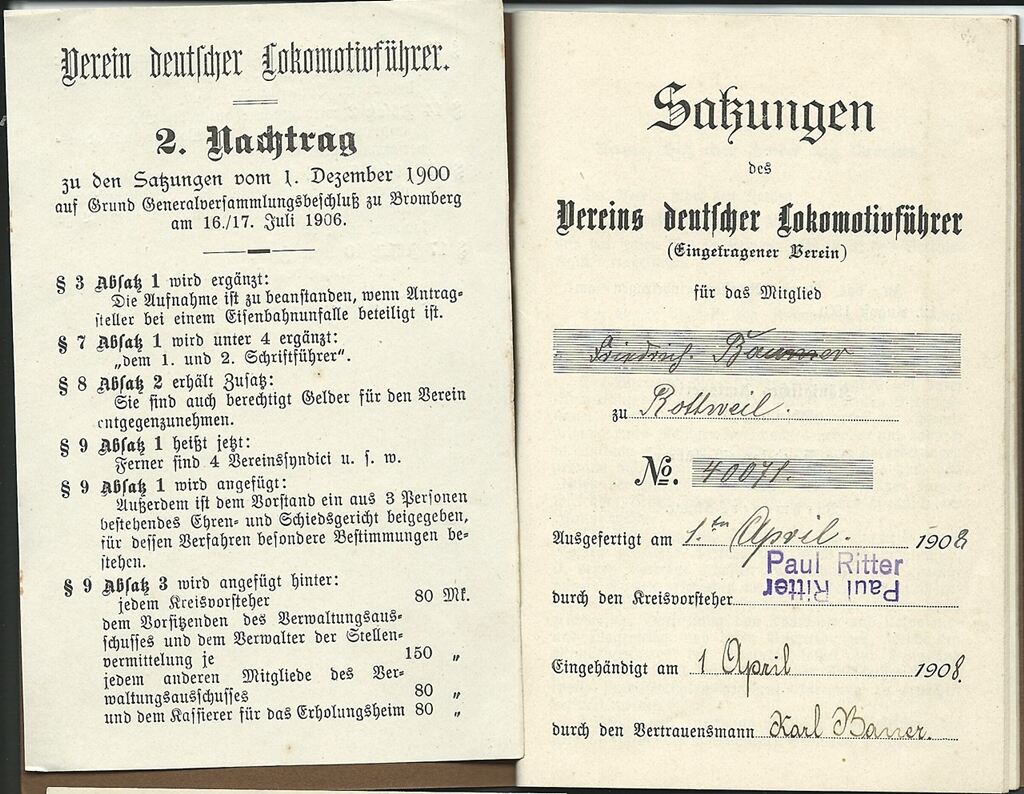 Verein deutscher Lokomotivführer.
2. Nachtrag
zu den Satzungen vom 1. Dezember 1900
auf Grund Generalversammlungsbeschluß zu Bromberg
am 16./17. Juli 1906.
§ 3 Absatz 1 wird ergänzt:
Die Aufnahme ist zu beanstanden, wenn Antrag-
steller bei einem Eisenbahnunfalle beteiligt ist.
§ 7 Absatz 1 wird unter 4 ergänzt:
„dem 1. und 2. Schriftführer".
§ 8 Absatz 2 erhält Zusatz:
Sie sind auch berechtigt Gelder für den Verein
entgegenzunehmen.
§ 9 Absatz 1 heißt jetzt:
Ferner sind 4 Vereinssyndici u. s. w.
§ 9 Absatz 1 wird angefügt:
Außerdem ist dem Vorstand ein aus 3 Personen
bestehendes Ehren- und Schiedsgericht beigegeben,
für dessen Verfahren besondere Bestimmungen be-
stehen.
§ 9 Absatz 3 wird angefügt hinter:
jedem Kreisvorsteher 80 Mk.
dem Vorsitzenden des Verwaltungsaus-
schusses und dem Verwalter der Stellen-
vermittelung je 150 „
jedem anderen Mitgliede des Ver-
waltungsausschusses 80 „
und dem Kassierer für das Erholungsheim 80 „
Satzungen
des
Vereins deutscher Lokomotivführer
(Eingetragener Verein)
für das Mitglied
Friedrich.
zu Rottweil.
No. 40071.
Ausgefertigt am 1.ten April. 1908
Paul Ritter
durch den Kreisvorsteher Paul Ritter
Eingehändigt am 1 April 1908.
durch den Vertrauensmann Karl Bauer.